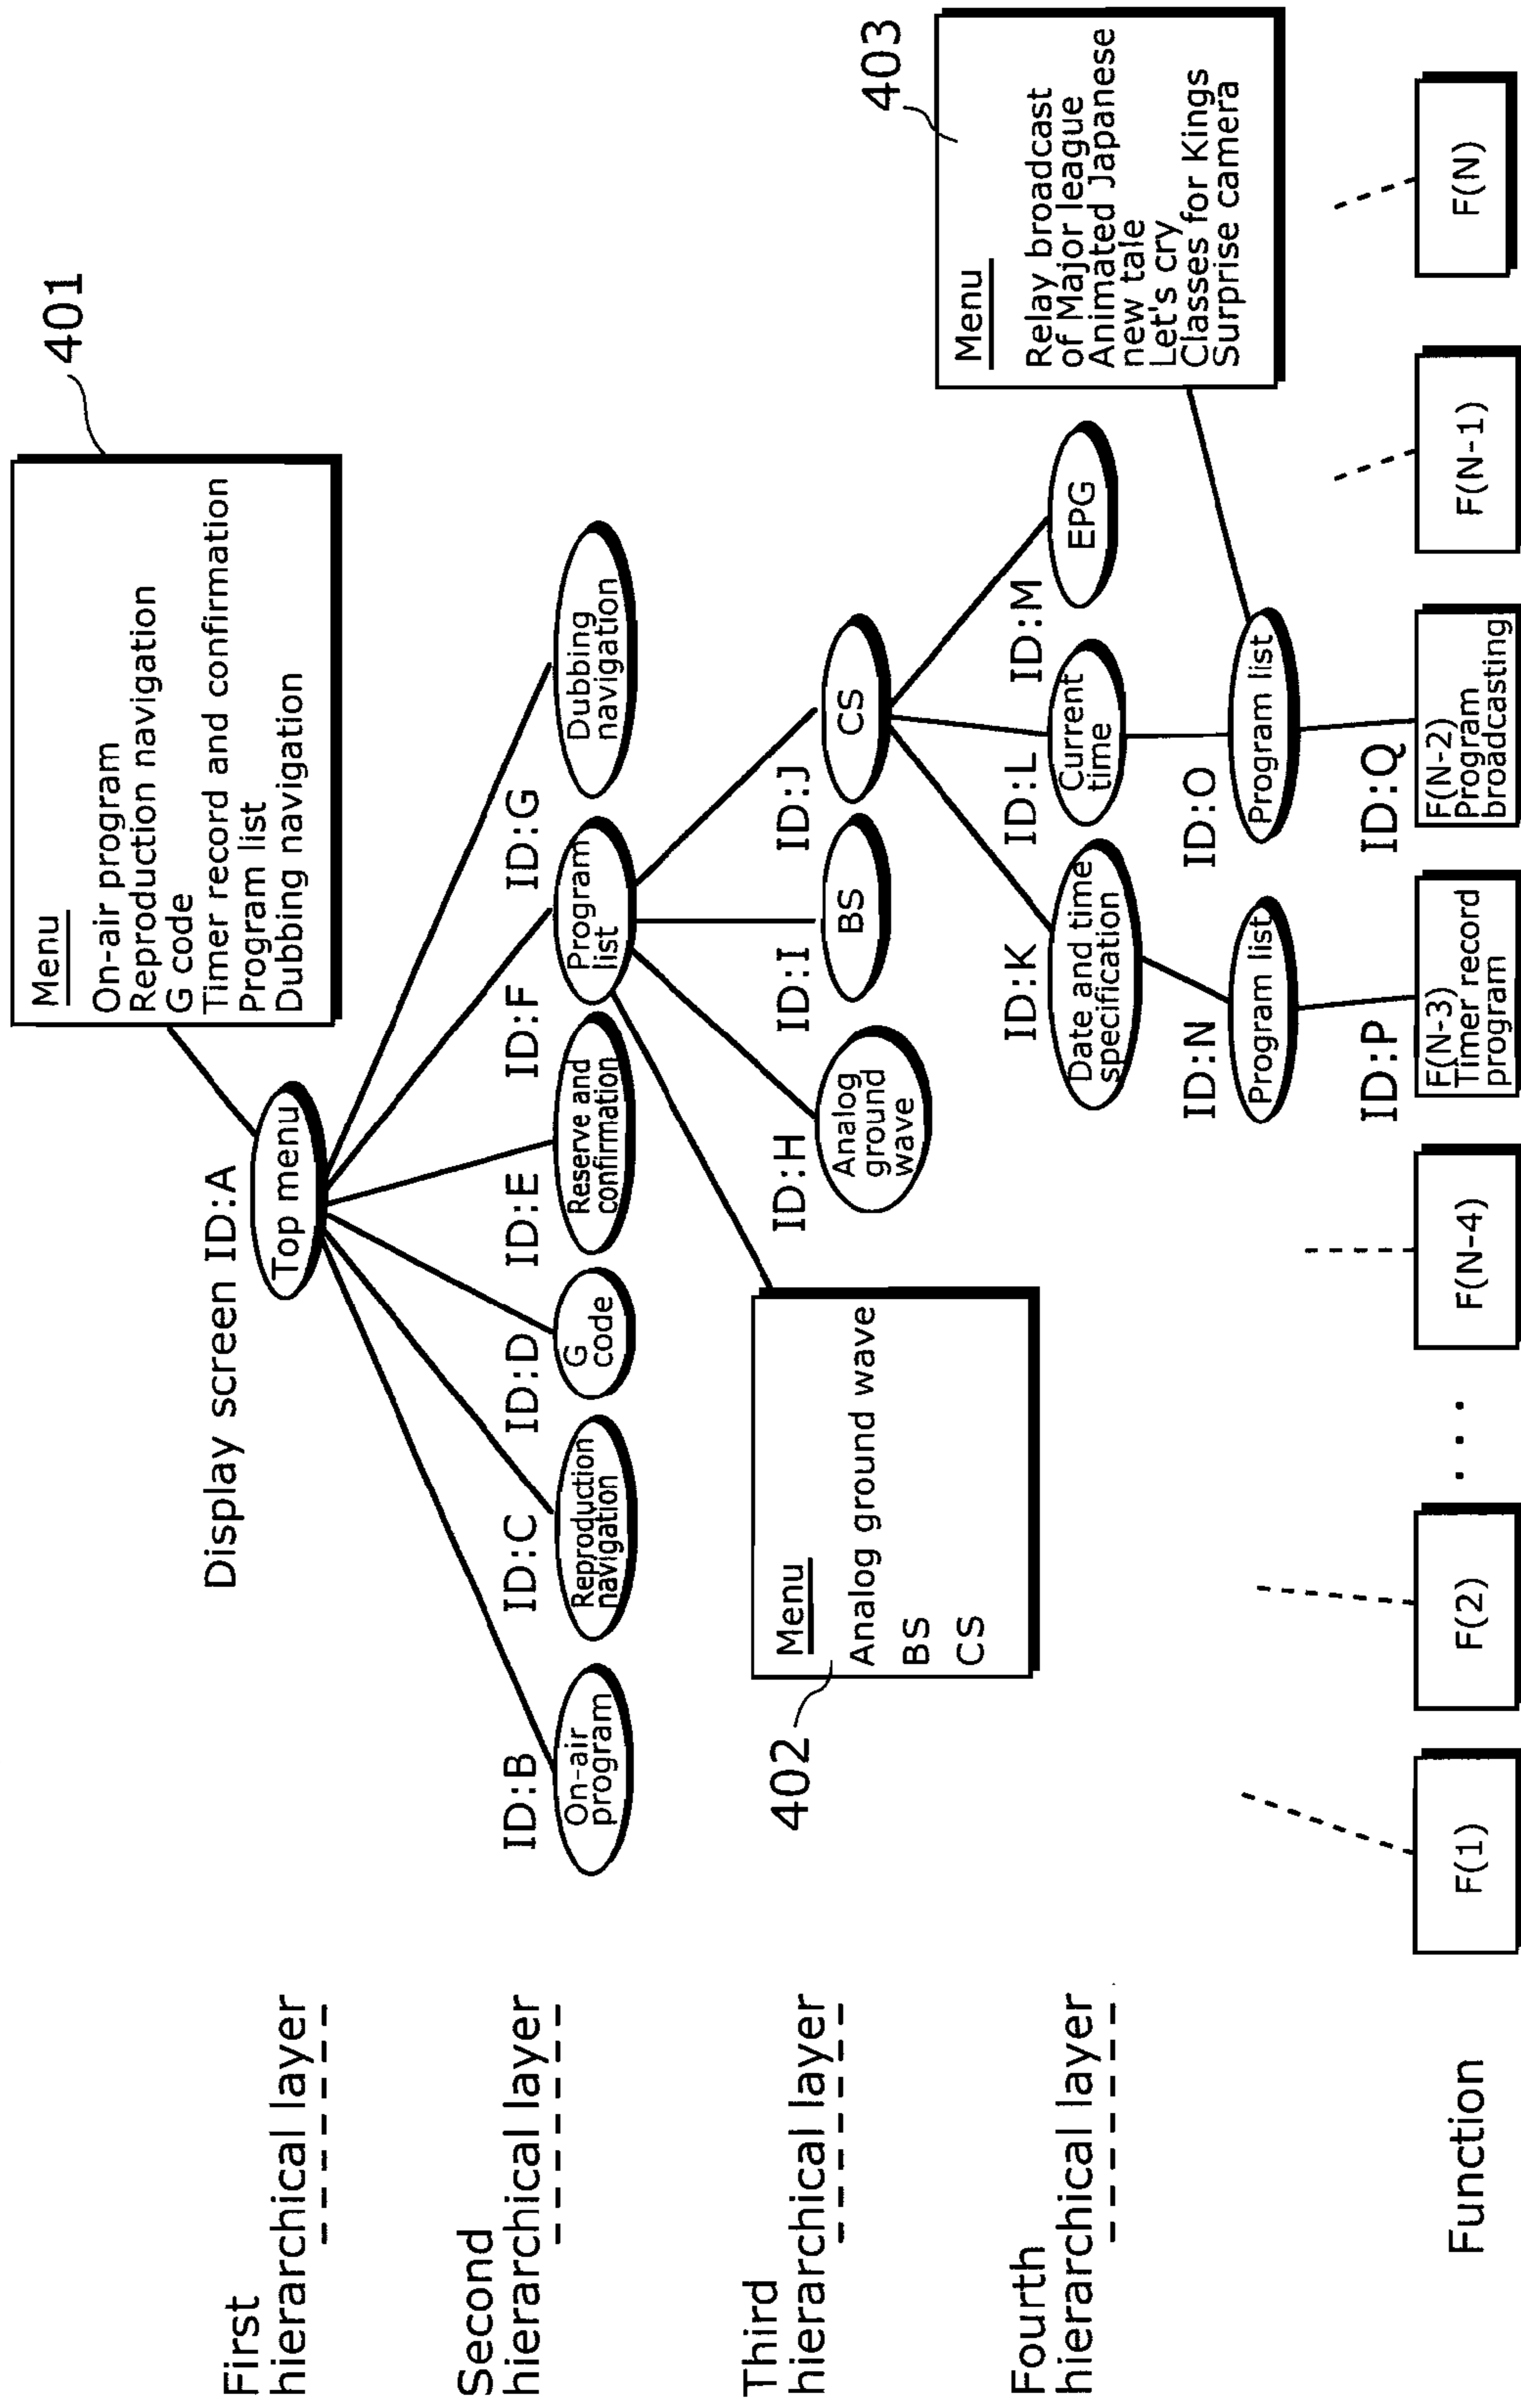 401
Menu
On-air program
Reproduction navigation
G code
Timer record and confirmation
Program list
Dubbing navigation
First
hierarchical layer
Display screen ID:A
Top menu
Second
hierarchical layer
ID:B
On-air
program
ID:C
Reproduction
navigation
ID:D
G
code
ID:E
Reserve and
confirmation
ID:F
Program
list
ID:G
Dubbing
navigation
Third
hierarchical layer
402
Menu
Analog ground wave
BS
CS
ID:H
Analog
ground
wave
ID:I
BS
ID:J
CS
403
Menu
Relay broadcast
of Major league
Animated Japanese
new tale
Let's cry
Classes for Kings
Surprise camera
Fourth
hierarchical layer
ID:K
Date and time
specification
ID:L
Current
time
ID:M
EPG
ID:N
Program list
ID:O
Program list
Function
F(1)
F(2)
. . .
F(N-4)
ID:P
F(N-3)
Timer record
program
ID:Q
F(N-2)
Program
broadcasting
F(N-1)
F(N)